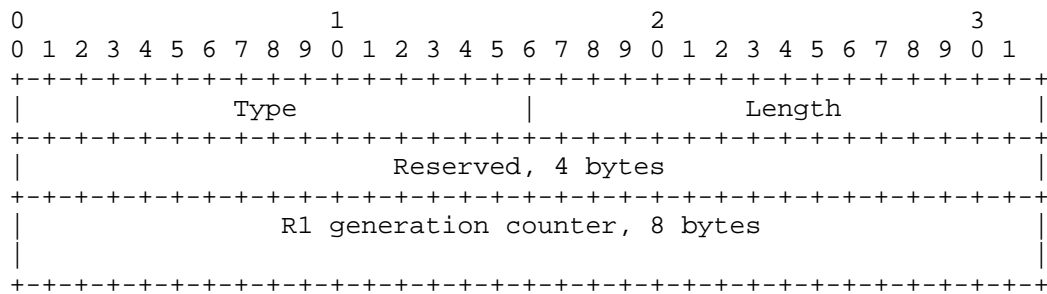 0                   1                   2                   3
0 1 2 3 4 5 6 7 8 9 0 1 2 3 4 5 6 7 8 9 0 1 2 3 4 5 6 7 8 9 0 1
+-+-+-+-+-+-+-+-+-+-+-+-+-+-+-+-+-+-+-+-+-+-+-+-+-+-+-+-+-+-+-+-+
|             Type              |             Length            |
+-+-+-+-+-+-+-+-+-+-+-+-+-+-+-+-+-+-+-+-+-+-+-+-+-+-+-+-+-+-+-+-+
|                       Reserved, 4 bytes                       |
+-+-+-+-+-+-+-+-+-+-+-+-+-+-+-+-+-+-+-+-+-+-+-+-+-+-+-+-+-+-+-+-+
|                R1 generation counter, 8 bytes                 |
|                                                               |
+-+-+-+-+-+-+-+-+-+-+-+-+-+-+-+-+-+-+-+-+-+-+-+-+-+-+-+-+-+-+-+-+